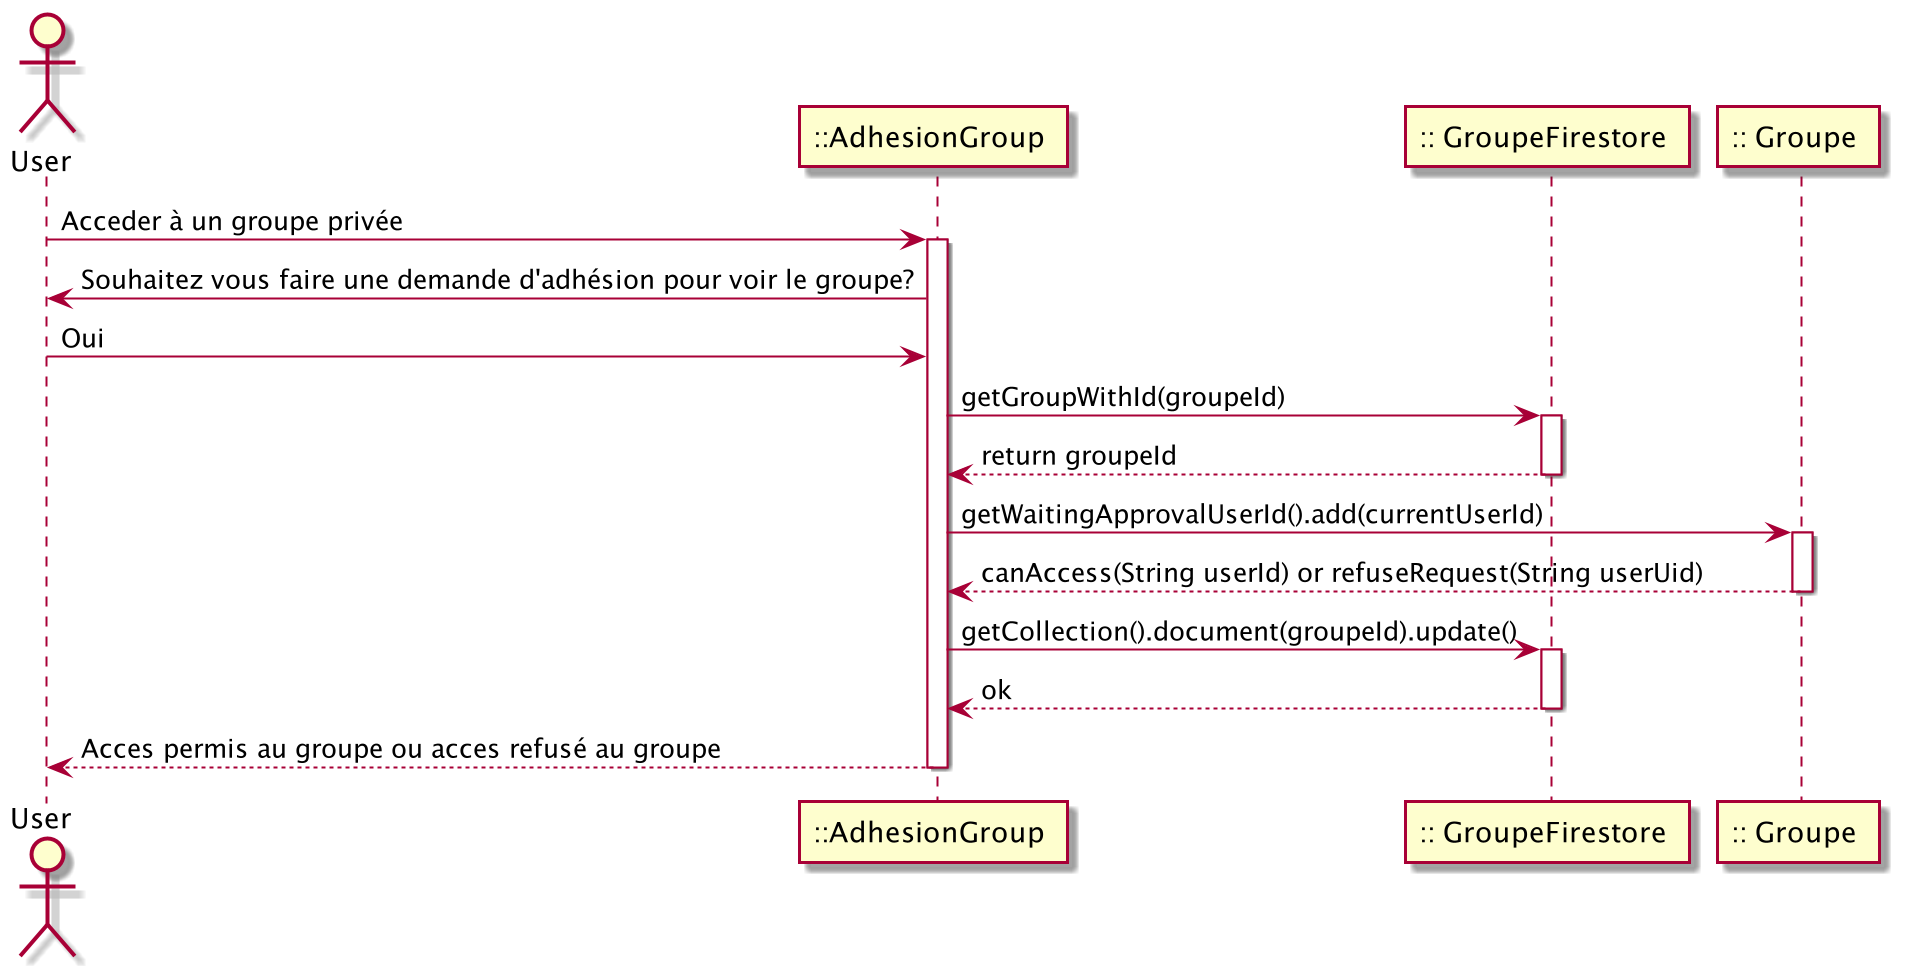 User
::AdhesionGroup
:: GroupeFirestore
:: Groupe
Acceder à un groupe privée
Souhaitez vous faire une demande d'adhésion pour voir le groupe?
Oui
getGroupWithId(groupeId)
return groupeId
getWaitingApprovalUserId().add(currentUserId)
canAccess(String userId) or refuseRequest(String userUid)
getCollection().document(groupeId).update()
ok
Acces permis au groupe ou acces refusé au groupe
User
::AdhesionGroup
:: GroupeFirestore
:: Groupe